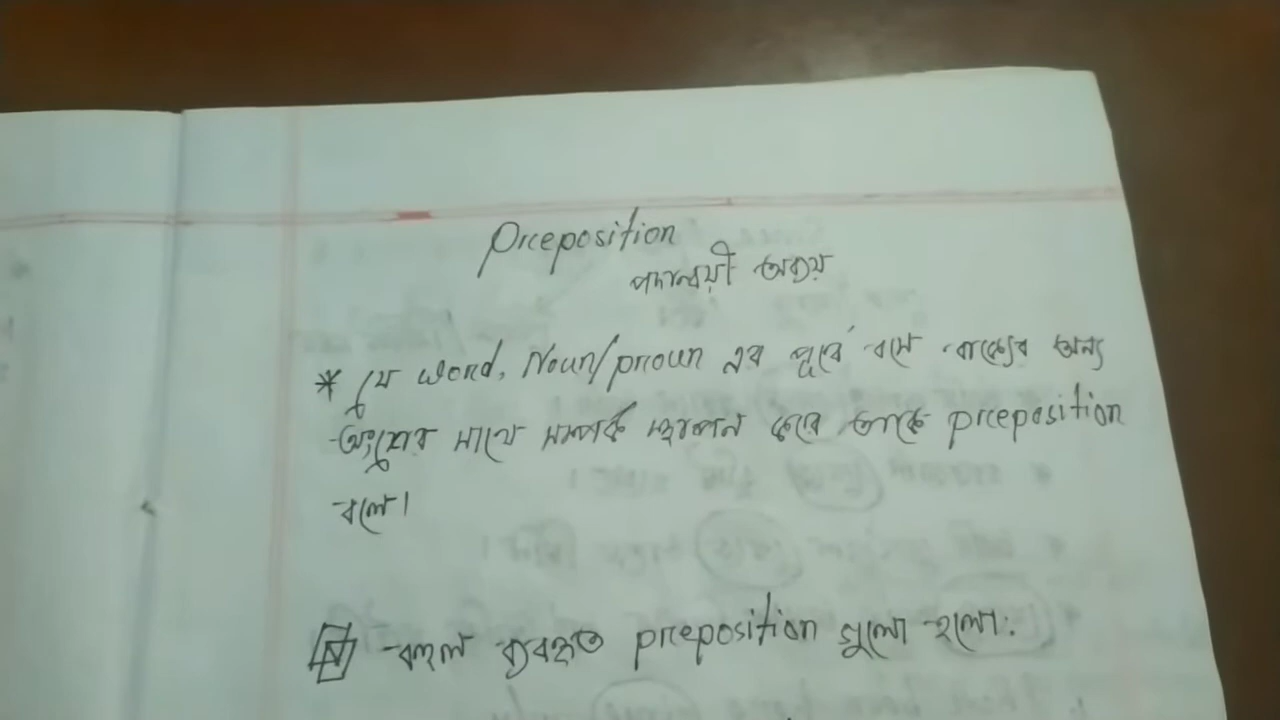 Preposition
পদান্বয়ী অব্যয়
* যে word, Noun/pronoun এর পূর্বে বসে বাক্যের অন্য
অংশের সাথে সম্পর্ক স্থাপন করে তাকে preposition
বলে।
বহুল ব্যবহৃত preposition গুলো হলো: